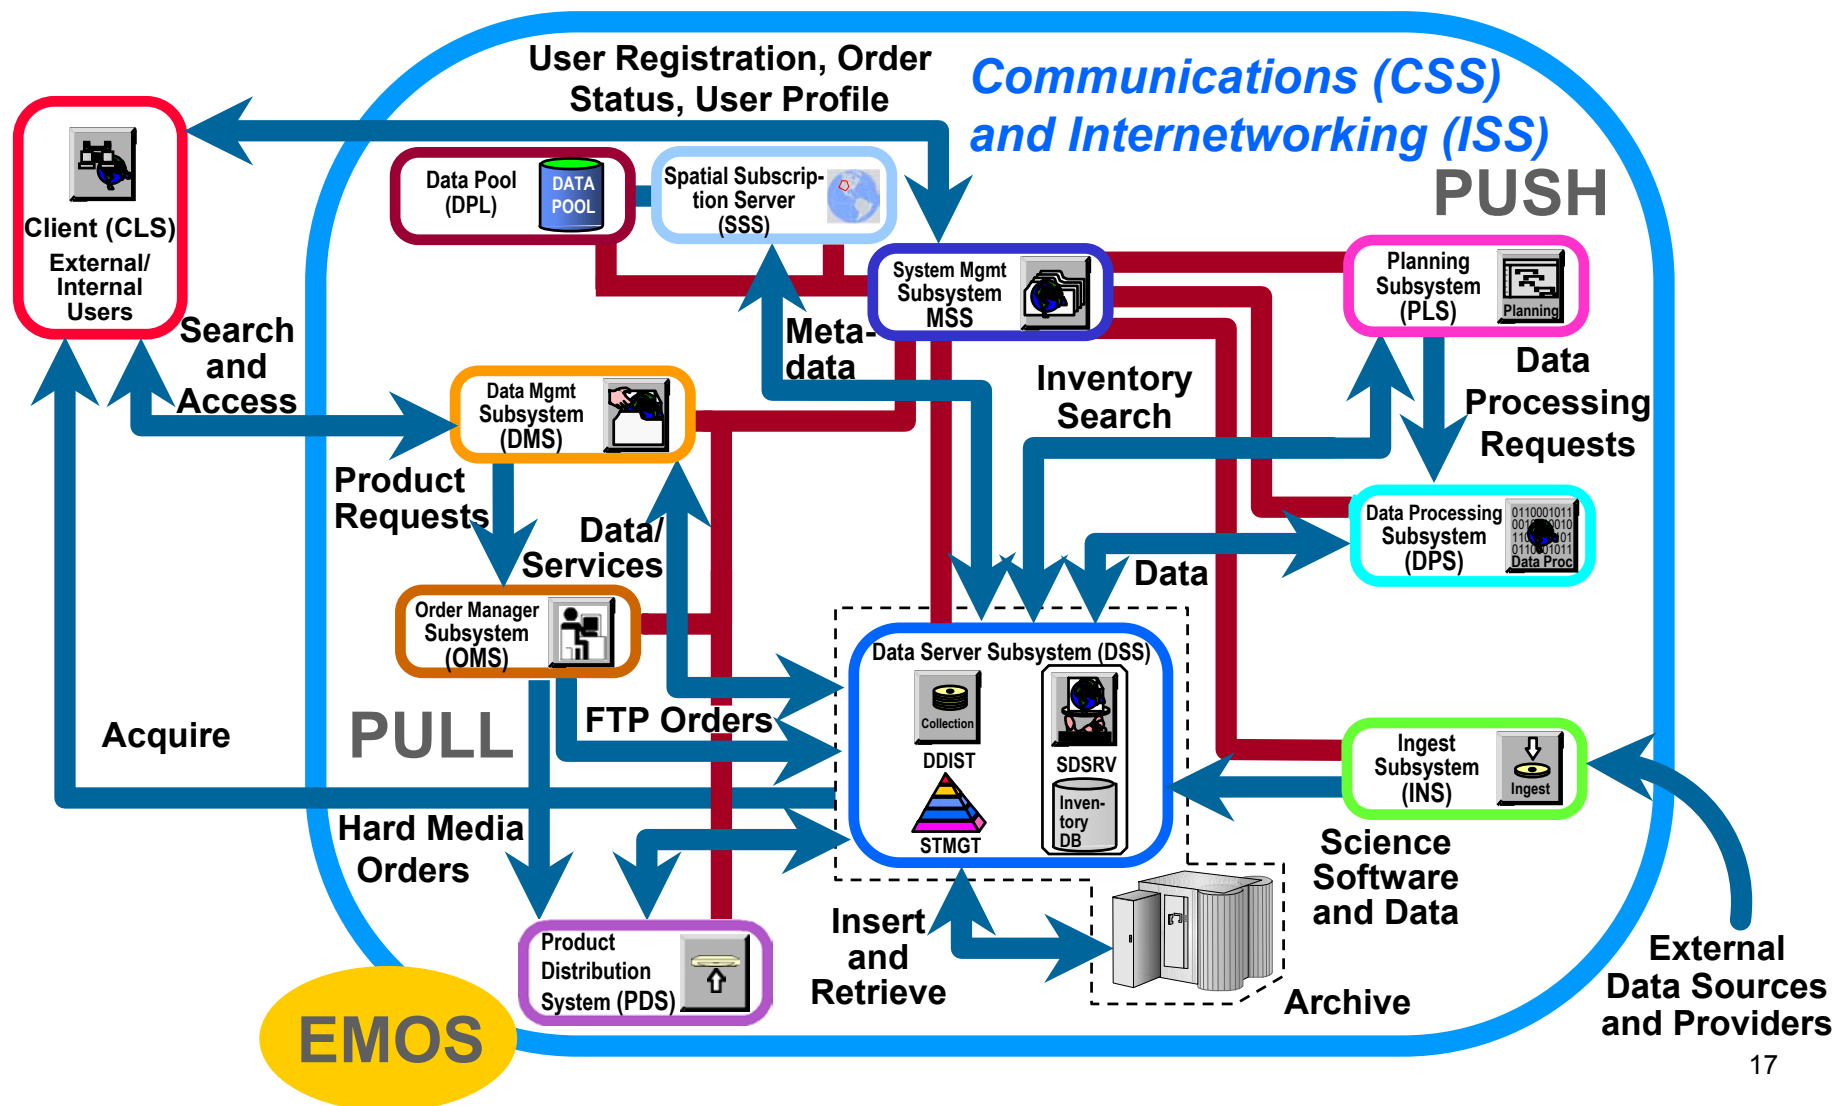 User Registration, Order
Status, User Profile
Communications (CSS)
and Internetworking (ISS)
PUSH
Client (CLS)
External/
Internal
Users
Data Pool
(DPL)
DATA
POOL
Spatial Subscrip-
tion Server
(SSS)
System Mgmt
Subsystem
MSS
Planning
Subsystem
(PLS)
Planning
Search
and
Access
Meta-
data
Inventory
Search
Data
Processing
Requests
Data Mgmt
Subsystem
(DMS)
Product
Requests
Data/
Services
Data
Data Processing
Subsystem
(DPS)
0110001011
Data Proc
Order Manager
Subsystem
(OMS)
Data Server Subsystem (DSS)
Collection
DDIST
SDSRV
STMGT
Inven-
tory
DB
PULL
FTP Orders
Acquire
Ingest
Subsystem
(INS)
Ingest
Hard Media
Orders
Science
Software
and Data
Product
Distribution
System (PDS)
Insert
and
Retrieve
Archive
External
Data Sources
and Providers
EMOS
17